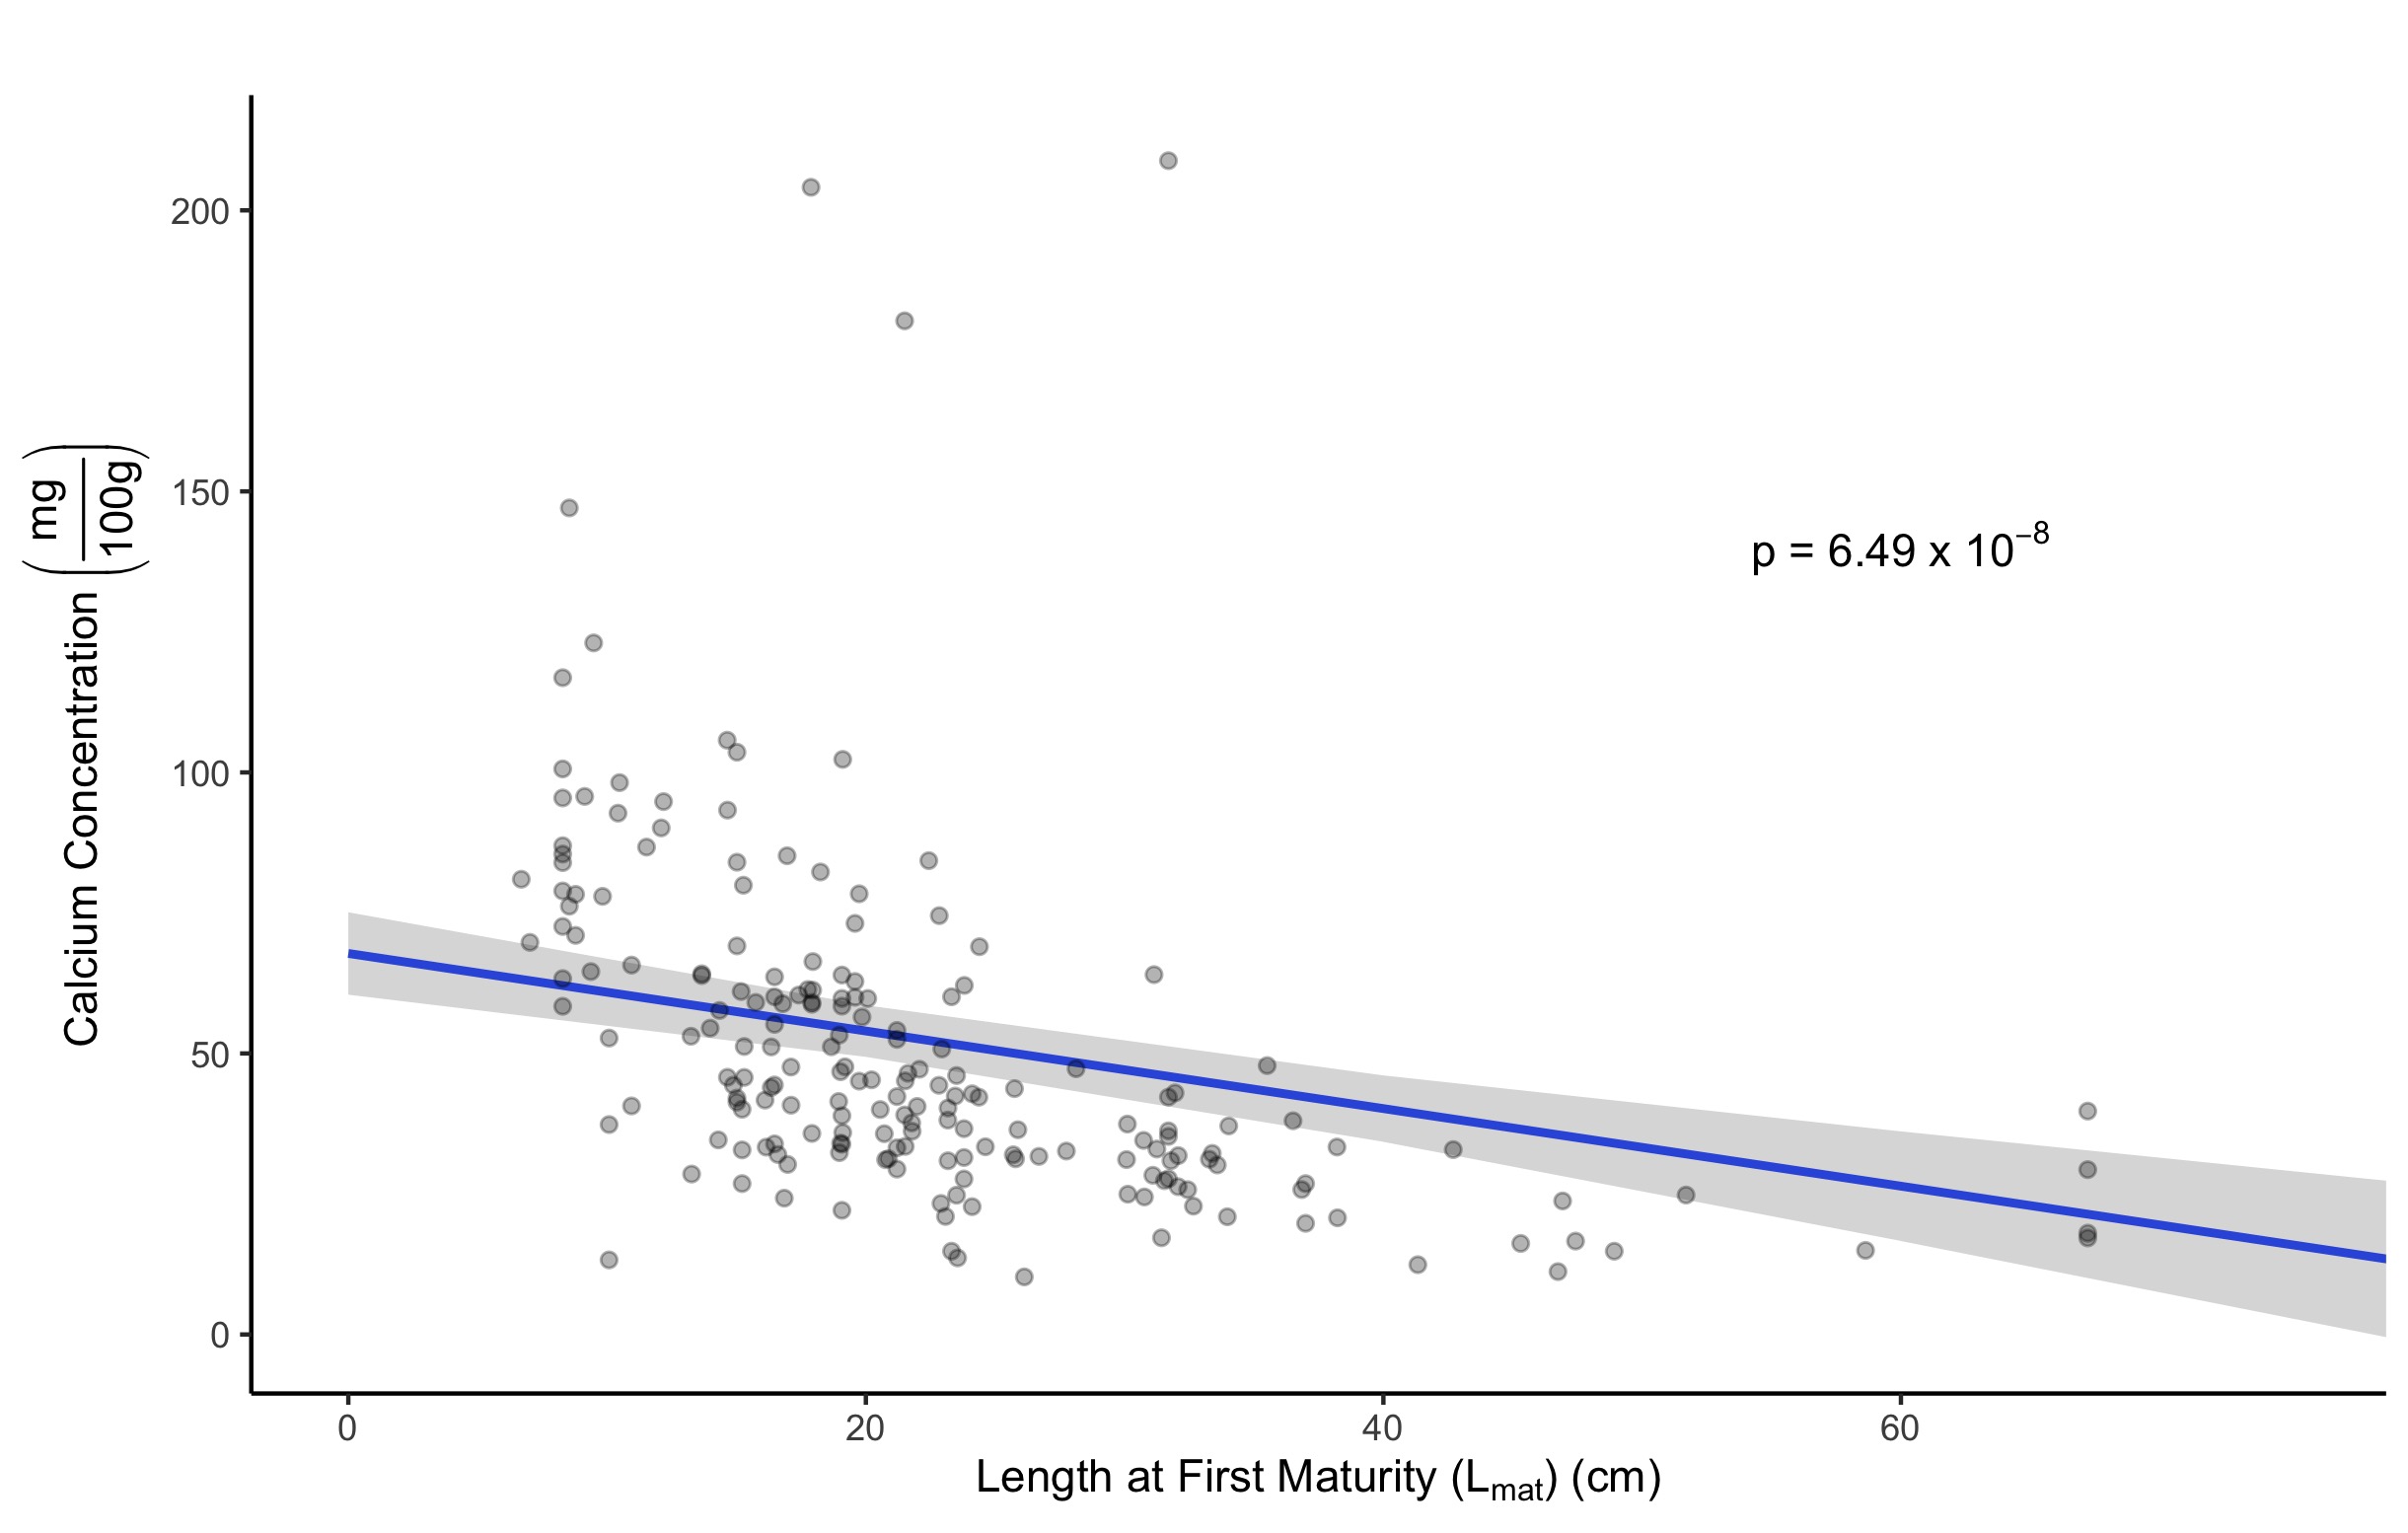 200
150
100
50
0
Calcium Concentration (mg/100g)
p = 6.49 x 10⁻⁸
0 20 40 60
Length at First Maturity (Lmat) (cm)